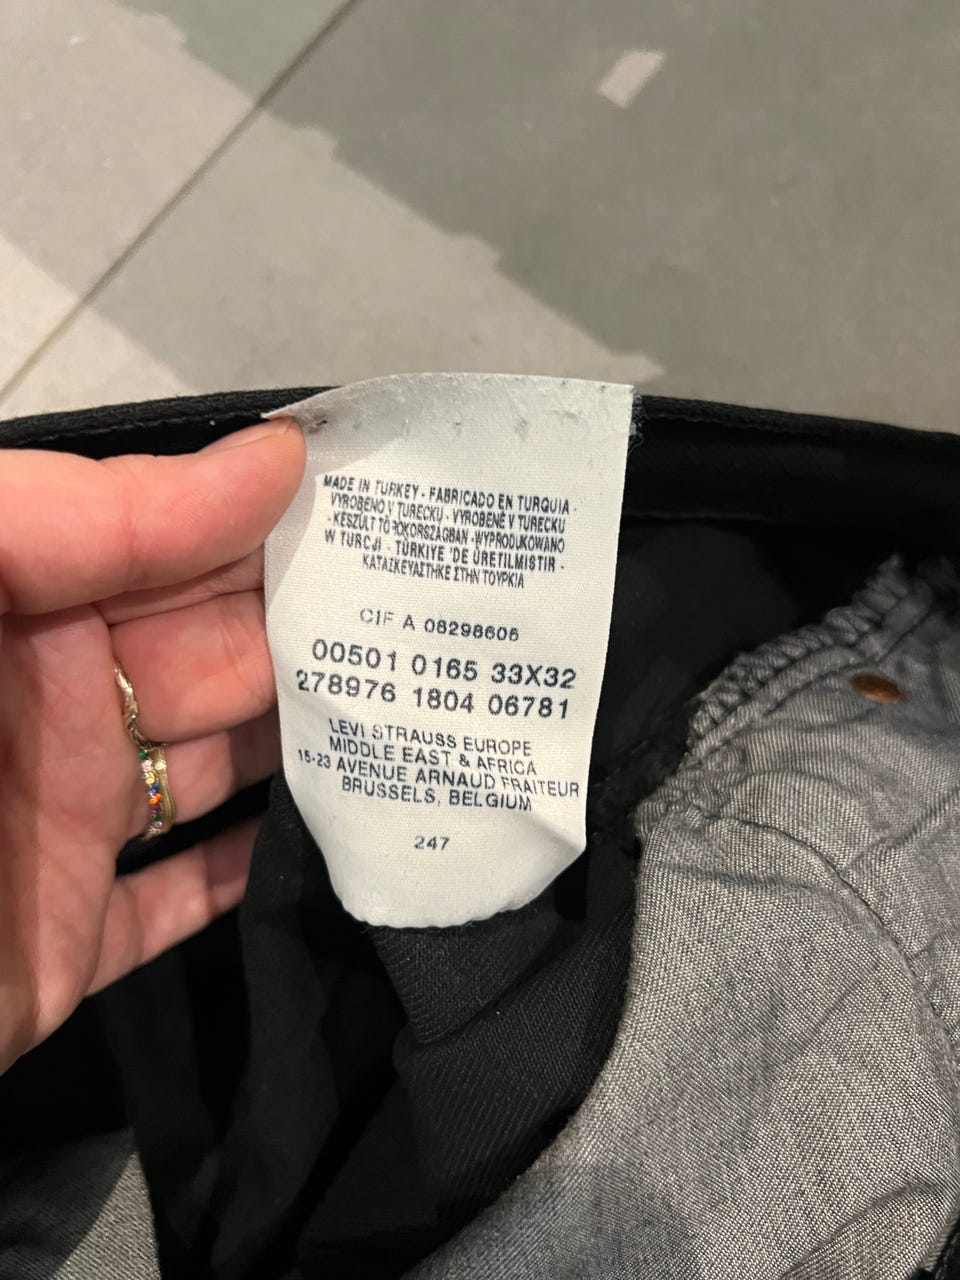 MADE IN TURKEY - FABRICADO EN TURQUIA -
VYROBENO V TURECKU - VYROBENÉ V TURECKU
- KÉSZÜLT TÖRÖKORSZÁGBAN - WYPRODUKOWANO
W TURCJI - TÜRKIYE 'DE ÜRETILMISTIR -
ΚΑΤΑΣΚΕΥΑΣΤΗΚΕ ΣΤΗΝ ΤΟΥΡΚΙΑ
CIF A 08298606
00501 0165 33X32
278976 1804 06781
LEVI STRAUSS EUROPE
MIDDLE EAST & AFRICA
15-23 AVENUE ARNAUD FRAITEUR
BRUSSELS, BELGIUM
247